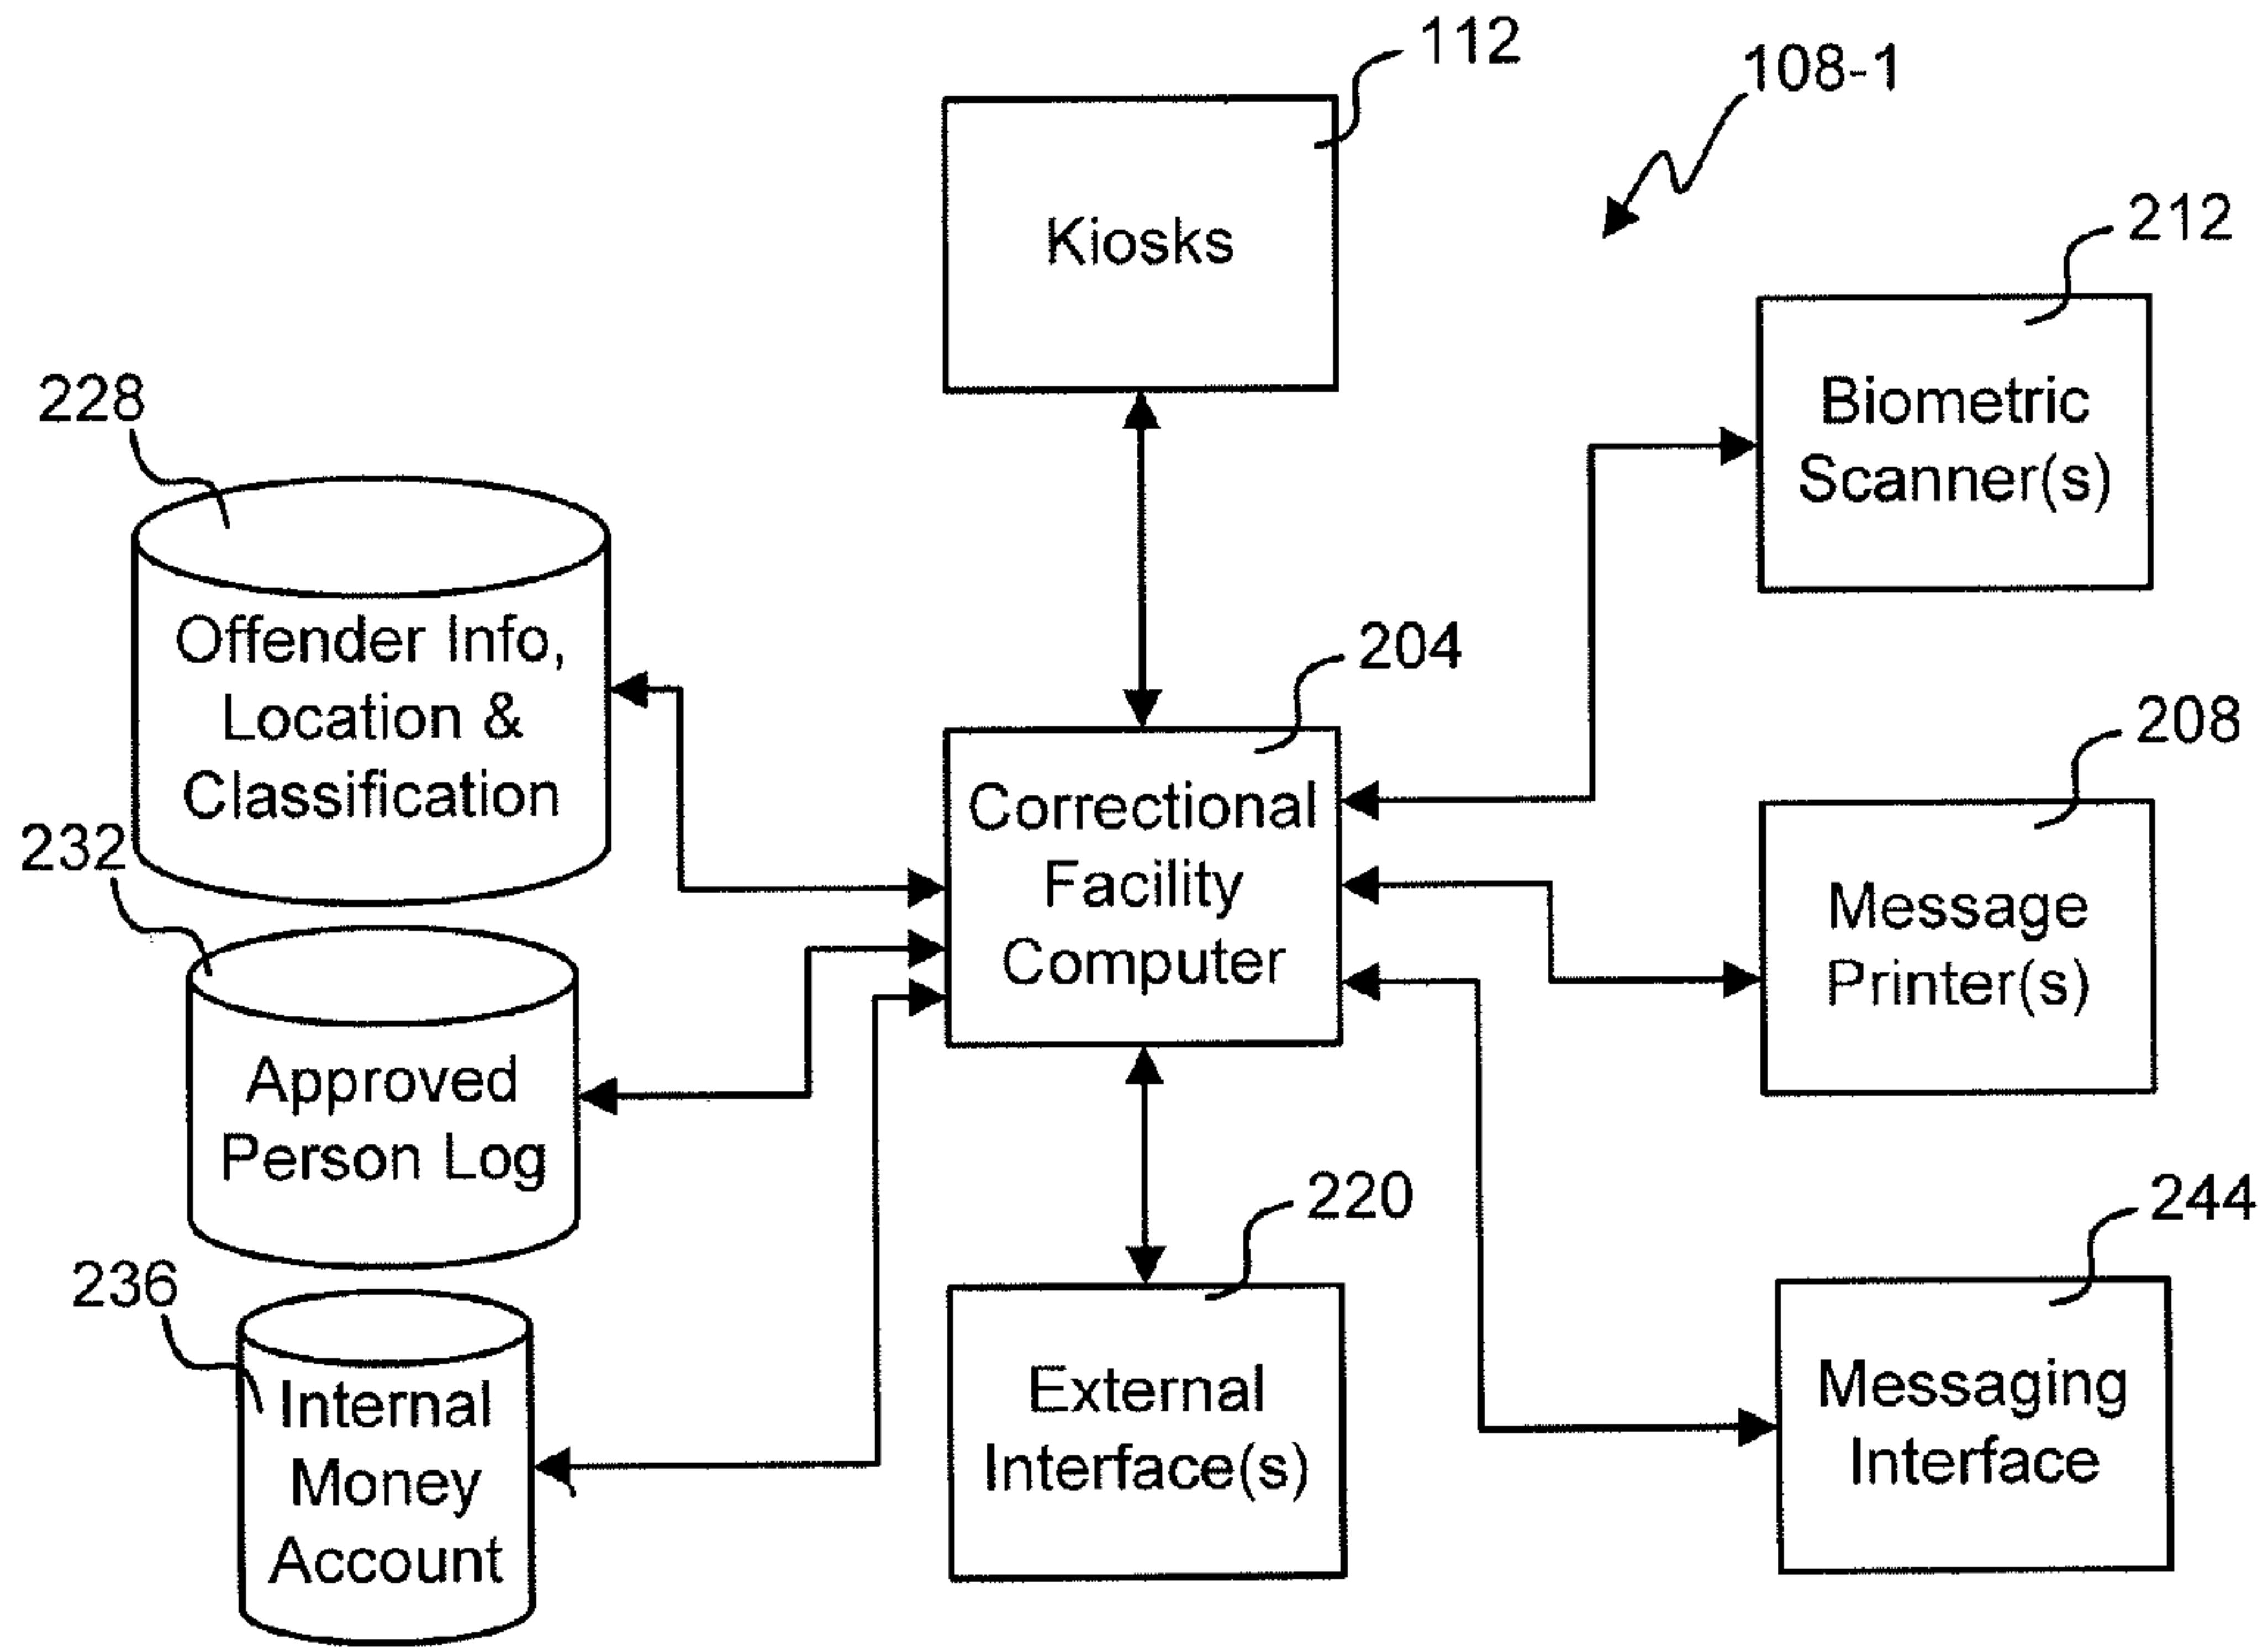 112
108-1
Kiosks
212
Biometric
Scanner(s)
228
Offender Info,
Location &
Classification
204
Correctional
Facility
Computer
208
Message
Printer(s)
232
Approved
Person Log
220
External
Interface(s)
244
Messaging
Interface
236
Internal
Money
Account